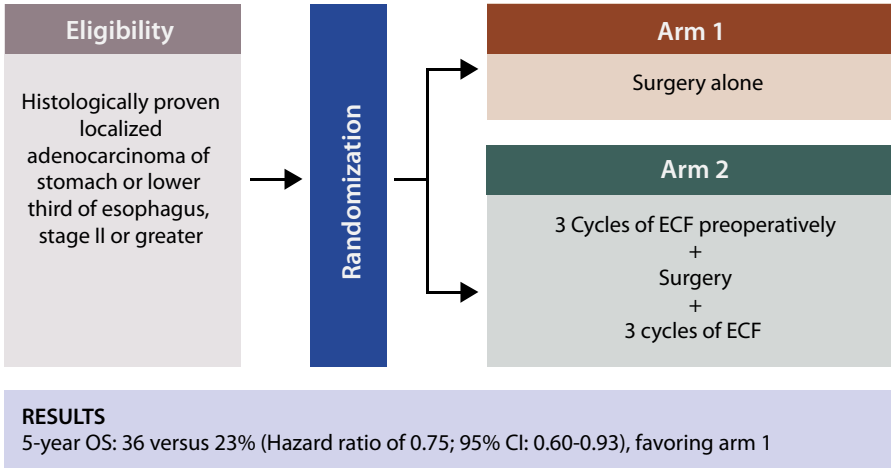 Eligibility
Histologically proven
localized
adenocarcinoma of
stomach or lower
third of esophagus,
stage II or greater
Randomization
Arm 1
Surgery alone
Arm 2
3 Cycles of ECF preoperatively
+
Surgery
+
3 cycles of ECF
RESULTS
5-year OS: 36 versus 23% (Hazard ratio of 0.75; 95% CI: 0.60-0.93), favoring arm 1